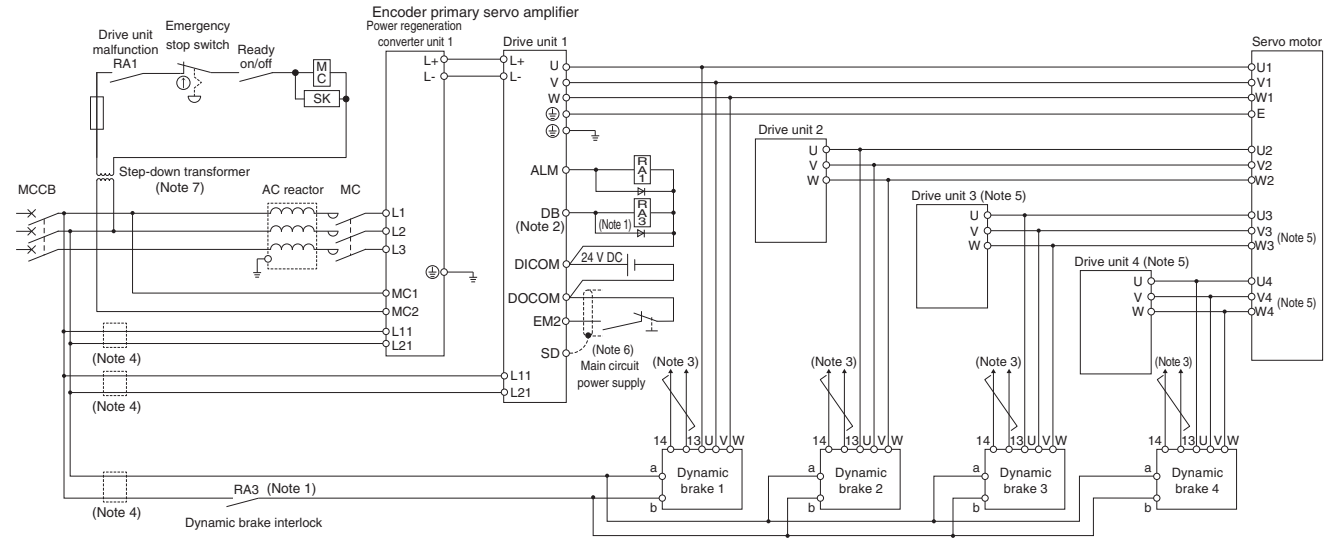 Encoder primary servo amplifier
Power regeneration
converter unit 1
Drive unit 1
Servo motor
Emergency
stop switch
Drive unit
malfunction
RA1
Ready
on/off
M
C
SK
L+
L-
L+
L-
U
V
W
U1
V1
W1
E
Drive unit 2
U
V
W
U2
V2
W2
Step-down transformer
(Note 7)
ALM
R
A
1
DB
(Note 2)
(Note 1)
R
A
3
Drive unit 3 (Note 5)
U
V
W
U3
V3
W3
(Note 5)
MCCB
AC reactor
MC
L1
L2
L3
DICOM
24 V DC
Drive unit 4 (Note 5)
U
V
W
U4
V4
W4
(Note 5)
MC1
MC2
DOCOM
EM2
L11
L21
(Note 4)
SD
(Note 6)
Main circuit
power supply
L11
L21
(Note 4)
(Note 3)
(Note 3)
(Note 3)
(Note 3)
14
13
U
V
W
14
13
U
V
W
14
13
U
V
W
14
13
U
V
W
a
b
Dynamic
brake 1
a
b
Dynamic
brake 2
a
b
Dynamic
brake 3
a
b
Dynamic
brake 4
(Note 4)
RA3 (Note 1)
Dynamic brake interlock